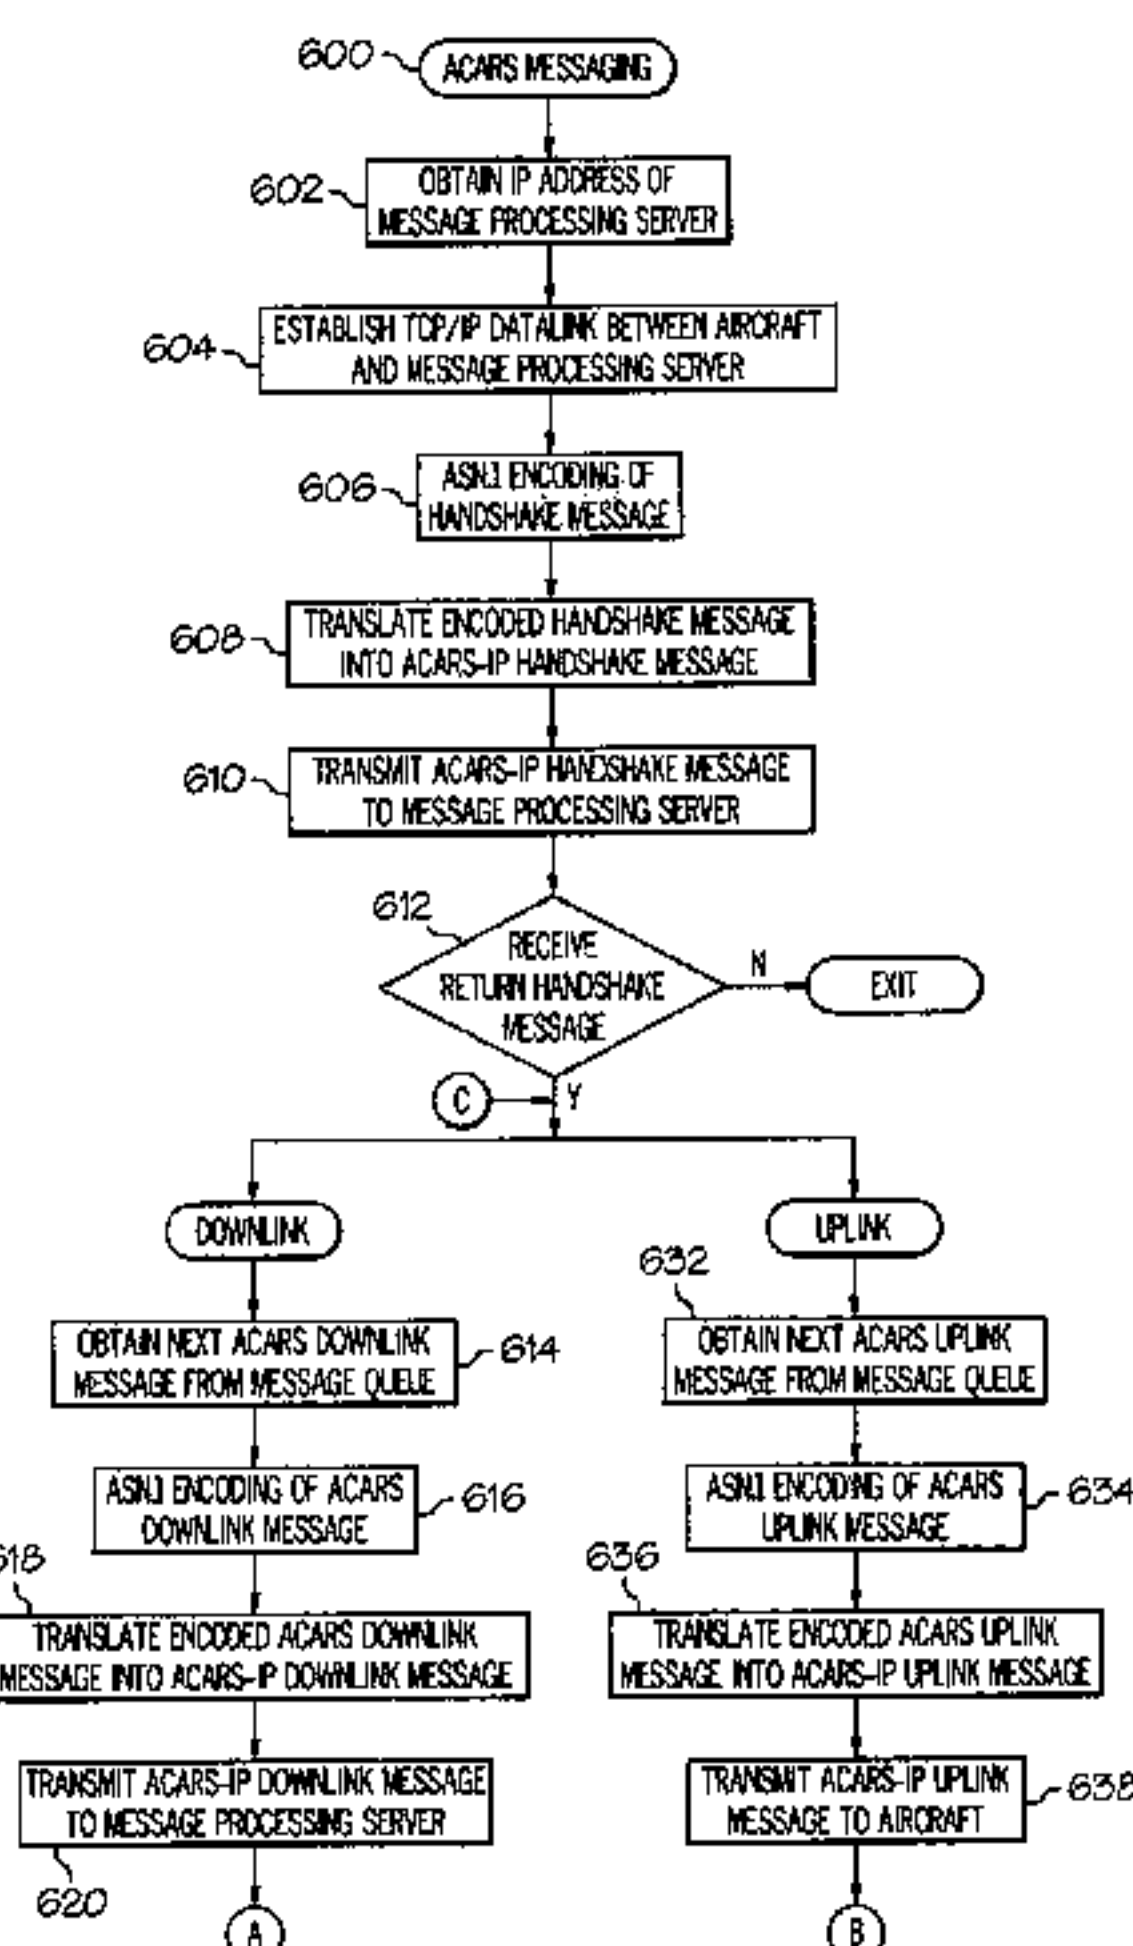 600
ACARS MESSAGING
602
OBTAIN IP ADDRESS OF
MESSAGE PROCESSING SERVER
604
ESTABLISH TCP/IP DATALINK BETWEEN AIRCRAFT
AND MESSAGE PROCESSING SERVER
606
ASN.1 ENCODING OF
HANDSHAKE MESSAGE
608
TRANSLATE ENCODED HANDSHAKE MESSAGE
INTO ACARS-IP HANDSHAKE MESSAGE
610
TRANSMIT ACARS-IP HANDSHAKE MESSAGE
TO MESSAGE PROCESSING SERVER
612
RECEIVE
RETURN HANDSHAKE
MESSAGE
N
EXIT
C
Y
DOWNLINK
OBTAIN NEXT ACARS DOWNLINK
MESSAGE FROM MESSAGE QUEUE
614
ASN.1 ENCODING OF ACARS
DOWNLINK MESSAGE
616
618
TRANSLATE ENCODED ACARS DOWNLINK
MESSAGE INTO ACARS-IP DOWNLINK MESSAGE
TRANSMIT ACARS-IP DOWNLINK MESSAGE
TO MESSAGE PROCESSING SERVER
620
A
UPLINK
632
OBTAIN NEXT ACARS UPLINK
MESSAGE FROM MESSAGE QUEUE
ASN.1 ENCODING OF ACARS
UPLINK MESSAGE
634
636
TRANSLATE ENCODED ACARS UPLINK
MESSAGE INTO ACARS-IP UPLINK MESSAGE
TRANSMIT ACARS-IP UPLINK
MESSAGE TO AIRCRAFT
638
B